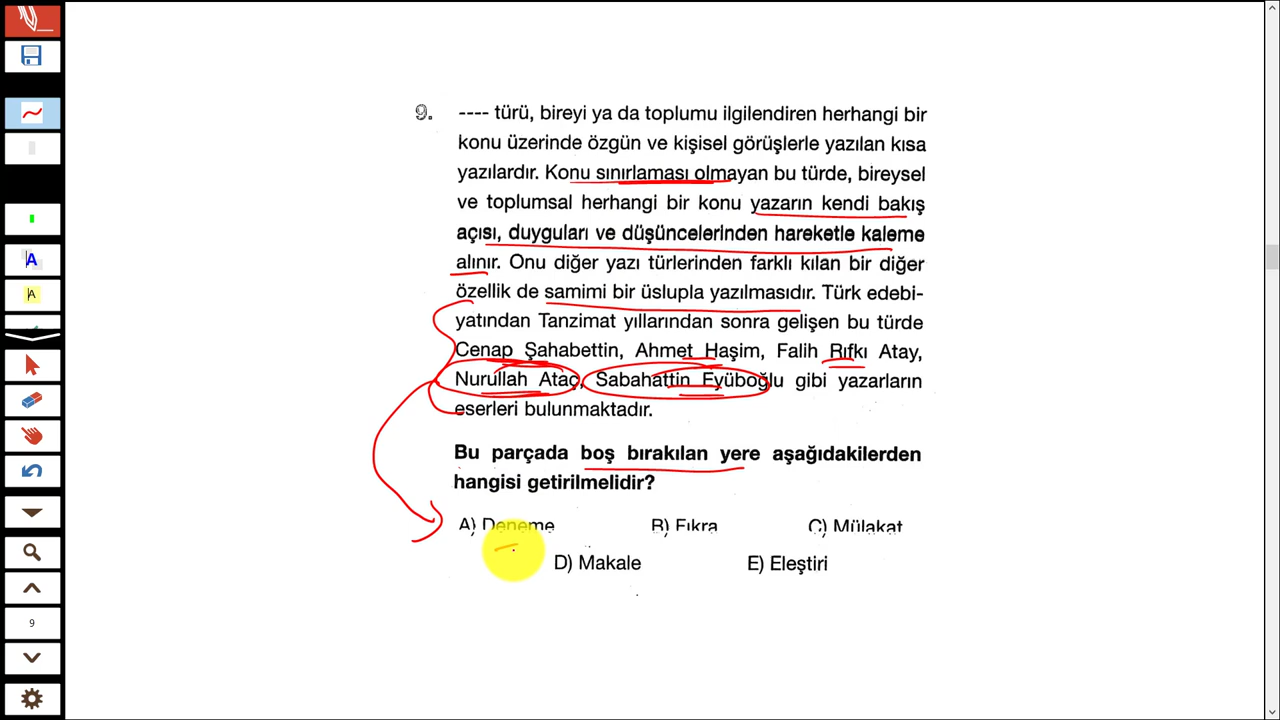 9. ---- türü, bireyi ya da toplumu ilgilendiren herhangi bir
konu üzerinde özgün ve kişisel görüşlerle yazılan kısa
yazılardır. Konu sınırlaması olmayan bu türde, bireysel
ve toplumsal herhangi bir konu yazarın kendi bakış
açısı, duyguları ve düşüncelerinden hareketle kaleme
alınır. Onu diğer yazı türlerinden farklı kılan bir diğer
özellik de samimi bir üslupla yazılmasıdır. Türk edebi-
yatından Tanzimat yıllarından sonra gelişen bu türde
Cenap Şahabettin, Ahmet Haşim, Falih Rıfkı Atay,
Nurullah Ataç, Sabahattin Eyüboğlu gibi yazarların
eserleri bulunmaktadır.
Bu parçada boş bırakılan yere aşağıdakilerden
hangisi getirilmelidir?
A) Deneme B) Fıkra C) Mülakat
D) Makale E) Eleştiri
A
A
9